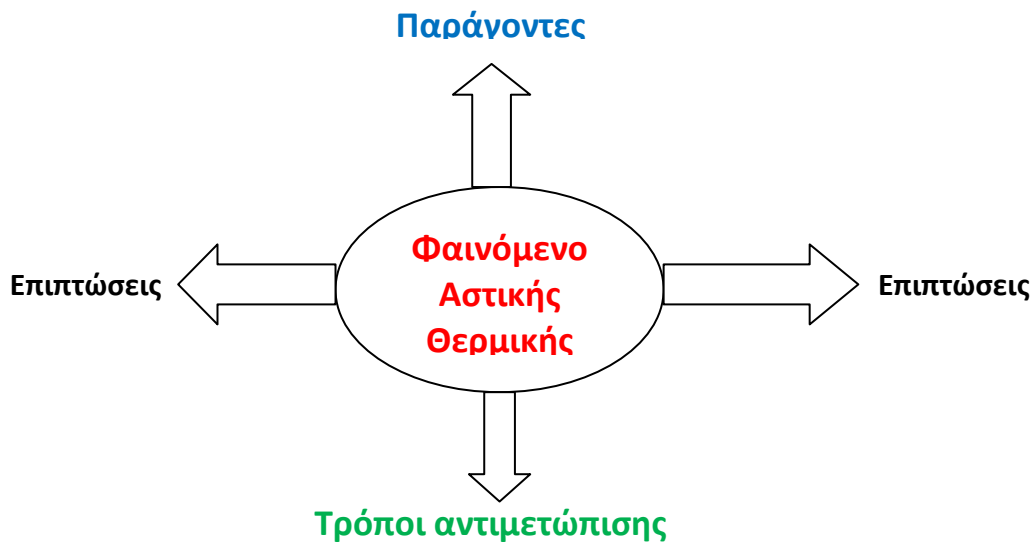 Παράγοντες
Φαινόμενο
Αστικής
Θερμικής
Επιπτώσεις
Επιπτώσεις
Τρόποι αντιμετώπισης